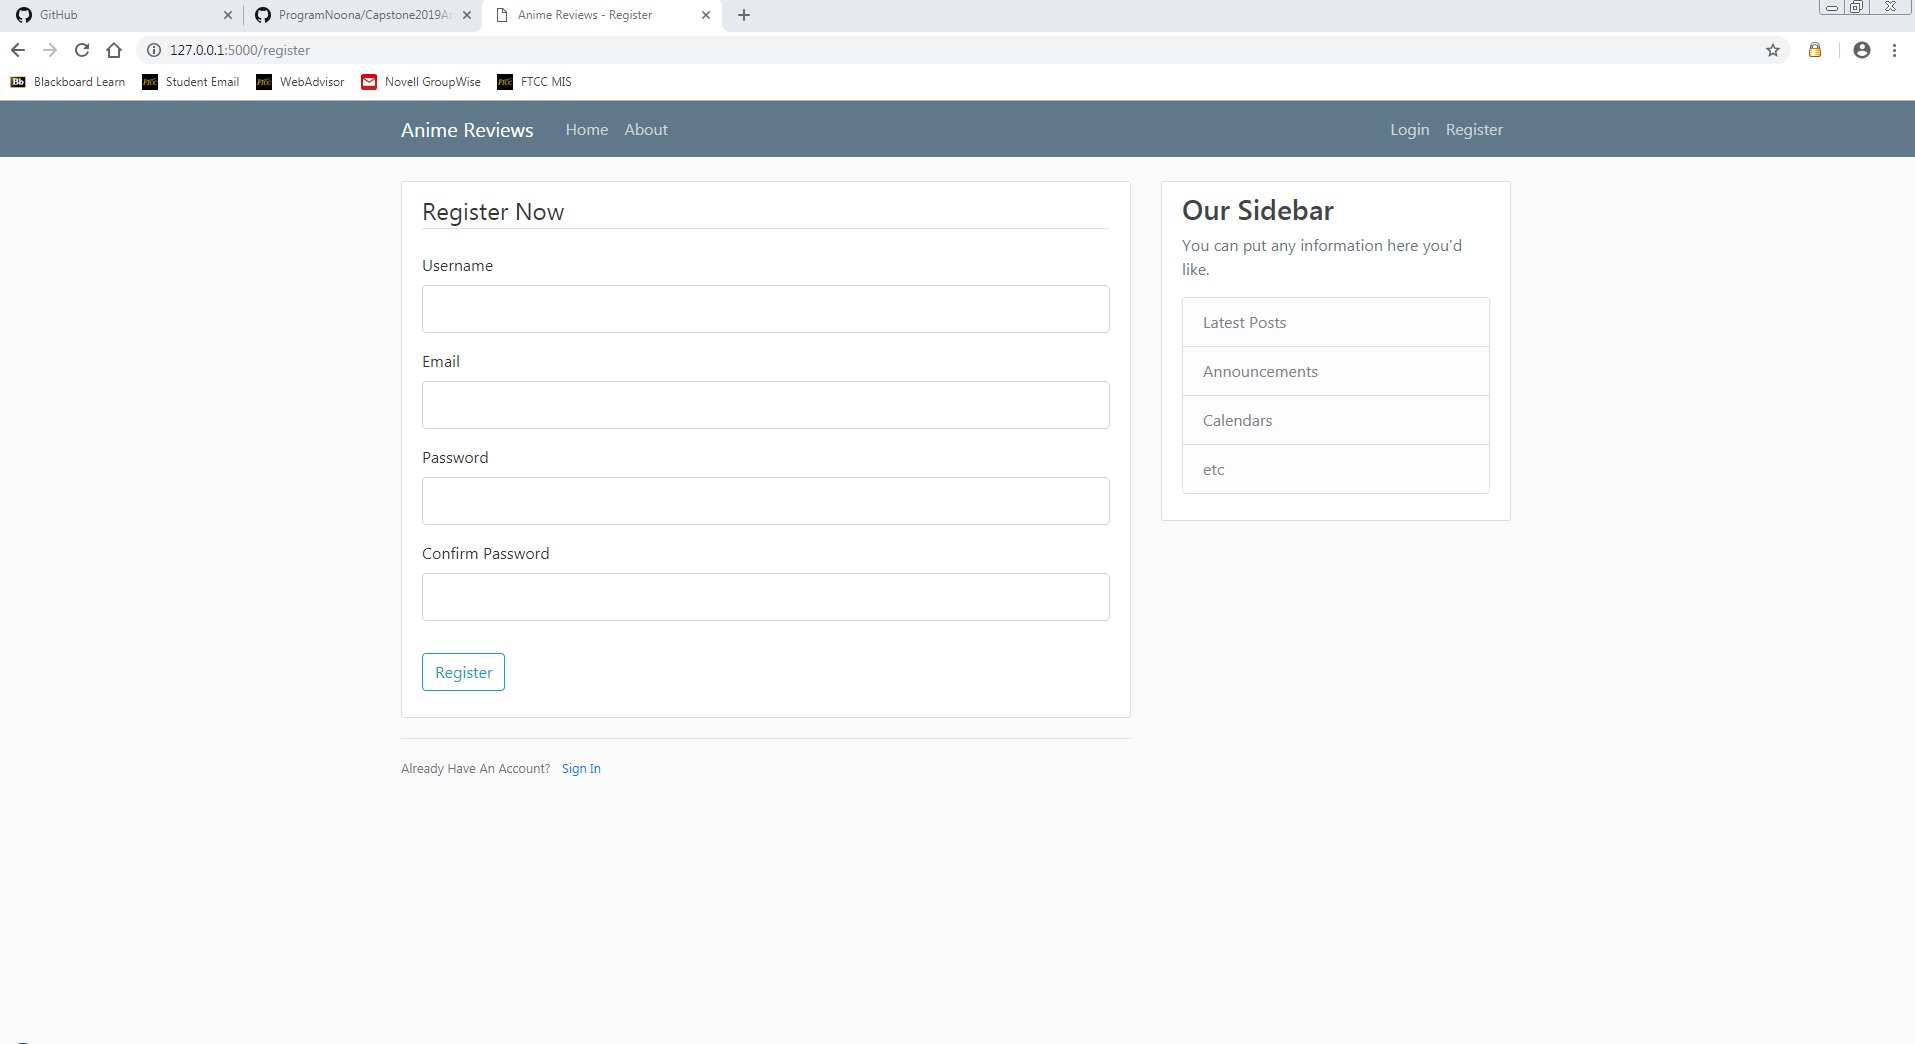 GitHub
ProgramNoona/Capstone2019A
Anime Reviews - Register
127.0.0.1:5000/register
Bb Blackboard Learn
FTCC Student Email
FTCC WebAdvisor
Novell GroupWise
FTCC FTCC MIS
Anime Reviews
Home
About
Login
Register
Register Now
Username
Email
Password
Confirm Password
Register
Already Have An Account? Sign In
Our Sidebar
You can put any information here you'd
like.
Latest Posts
Announcements
Calendars
etc